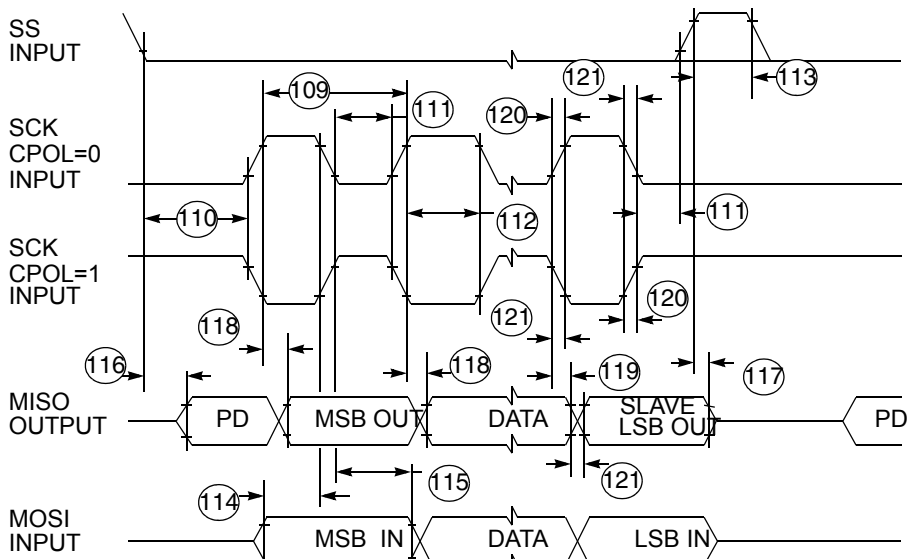 SS
INPUT
121
113
109
111
120
SCK
CPOL=0
INPUT
110
112
111
SCK
CPOL=1
INPUT
118
121
120
116
118
119
117
MISO
OUTPUT
PD
MSB OUT
DATA
SLAVE
LSB OUT
PD
121
114
115
MOSI
INPUT
MSB IN
DATA
LSB IN